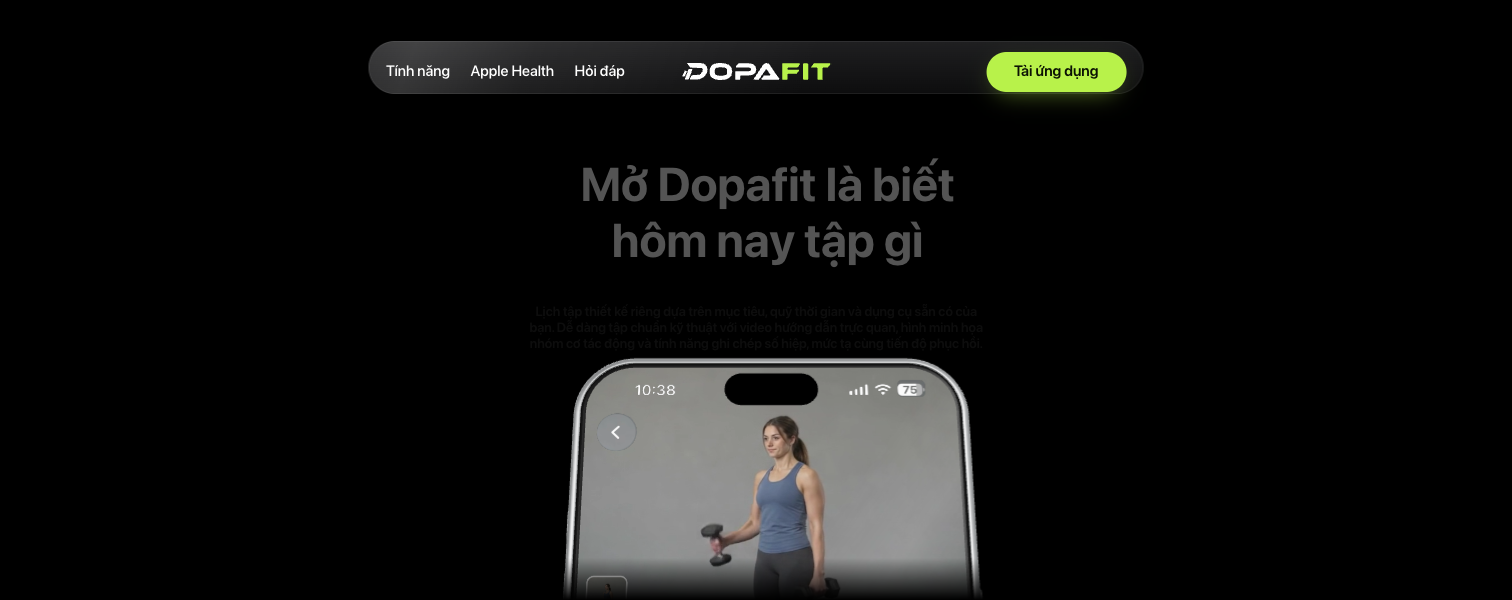 Tính năng
Apple Health
Hỏi đáp
DOPAFIT
Tải ứng dụng
Mở Dopafit là biết
hôm nay tập gì
Lịch tập thiết kế riêng dựa trên mục tiêu, quỹ thời gian và dụng cụ sẵn có của
bạn. Dễ dàng tập chuẩn kỹ thuật với video hướng dẫn trực quan, hình minh họa
nhóm cơ tác động và tính năng ghi chép số hiệp, mức tạ cùng tiến độ phục hồi.
10:38
75